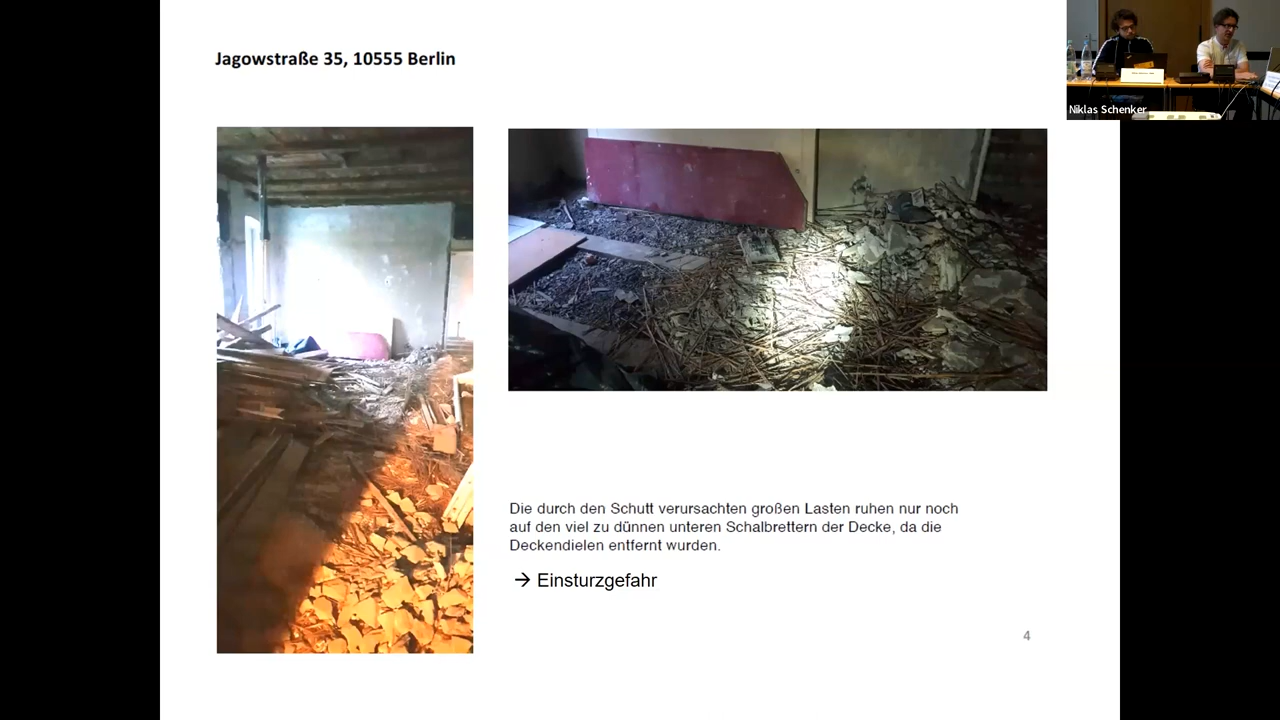 Jagowstraße 35, 10555 Berlin
Niklas Schenker
Die durch den Schutt verursachten großen Lasten ruhen nur noch
auf den viel zu dünnen unteren Schalbrettern der Decke, da die
Deckendielen entfernt wurden.
→ Einsturzgefahr
4